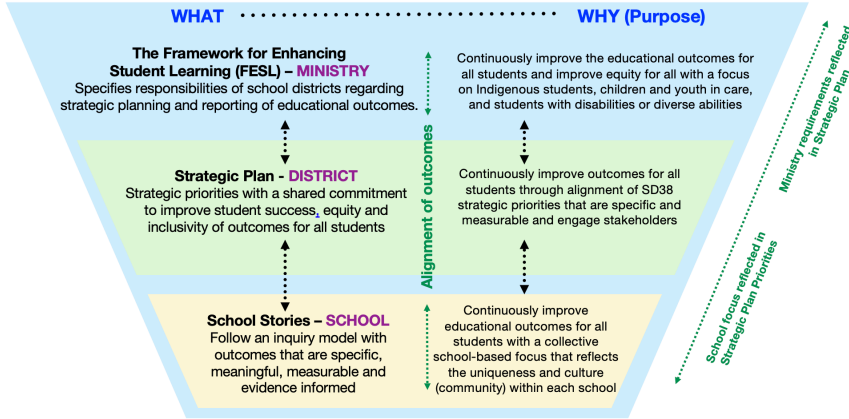 WHAT
WHY (Purpose)
The Framework for Enhancing
Student Learning (FESL) – MINISTRY
Specifies responsibilities of school districts regarding
strategic planning and reporting of educational outcomes.
Continuously improve the educational outcomes for
all students and improve equity for all with a focus
on Indigenous students, children and youth in care,
and students with disabilities or diverse abilities
Strategic Plan - DISTRICT
Strategic priorities with a shared commitment
to improve student success, equity and
inclusivity of outcomes for all students
Continuously improve outcomes for all
students through alignment of SD38
strategic priorities that are specific and
measurable and engage stakeholders
School Stories – SCHOOL
Follow an inquiry model with
outcomes that are specific,
meaningful, measurable and
evidence informed
Continuously improve
educational outcomes for all
students with a collective
school-based focus that reflects
the uniqueness and culture
(community) within each school
Alignment of outcomes
Ministry requirements reflected
in Strategic Plan
School focus reflected in
Strategic Plan Priorities